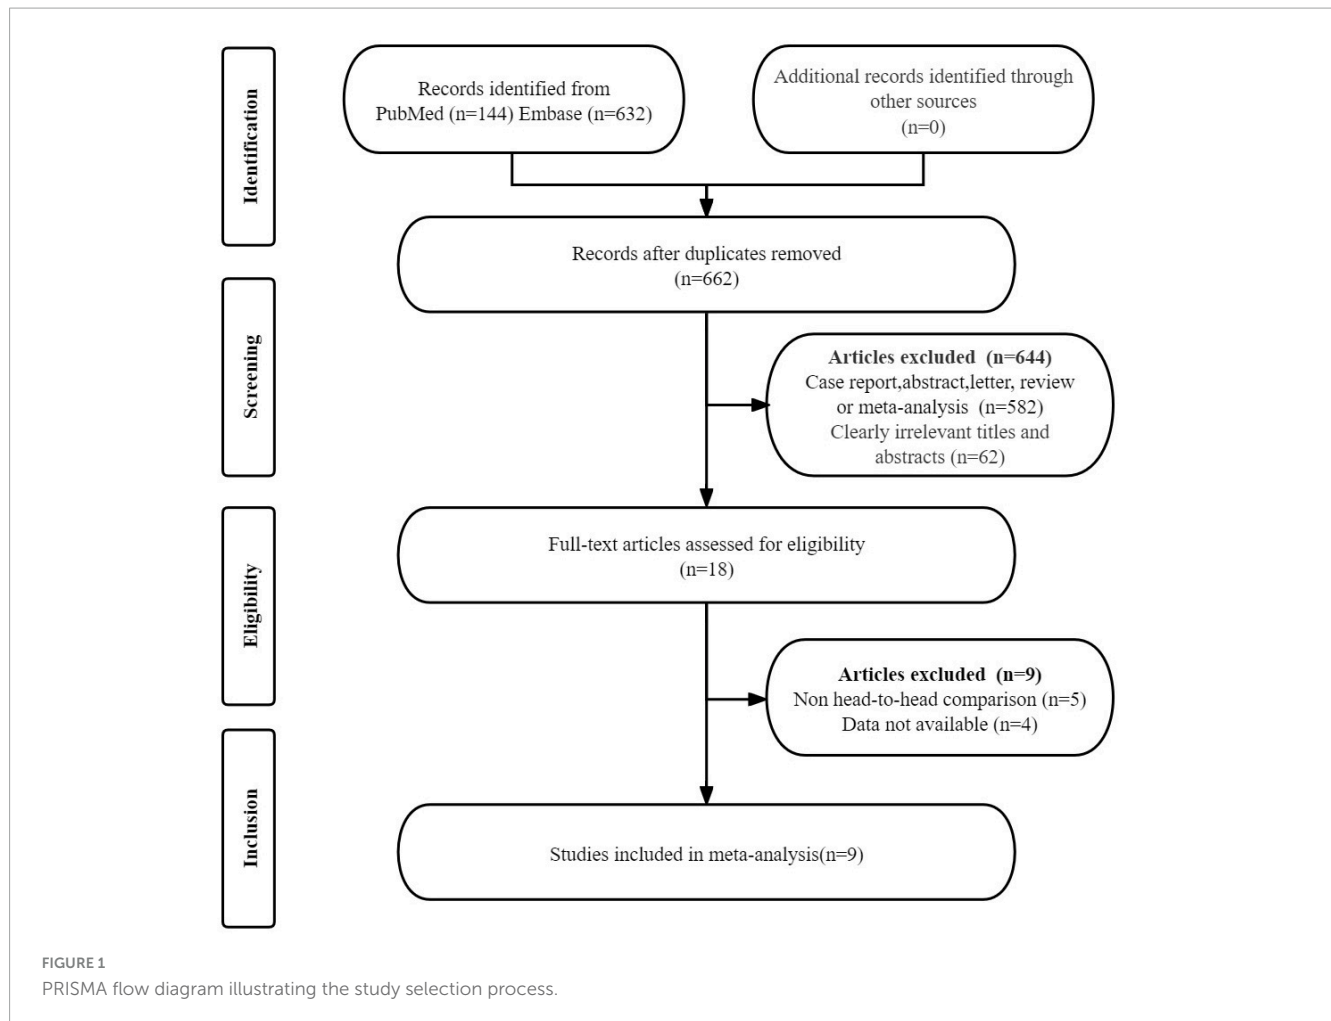 Identification
Records identified from
PubMed (n=144) Embase (n=632)
Additional records identified through
other sources
(n=0)
Records after duplicates removed
(n=662)
Screening
Articles excluded (n=644)
Case report,abstract,letter, review
or meta-analysis (n=582)
Clearly irrelevant titles and
abstracts (n=62)
Eligibility
Full-text articles assessed for eligibility
(n=18)
Articles excluded (n=9)
Non head-to-head comparison (n=5)
Data not available (n=4)
Inclusion
Studies included in meta-analysis(n=9)
FIGURE 1
PRISMA flow diagram illustrating the study selection process.